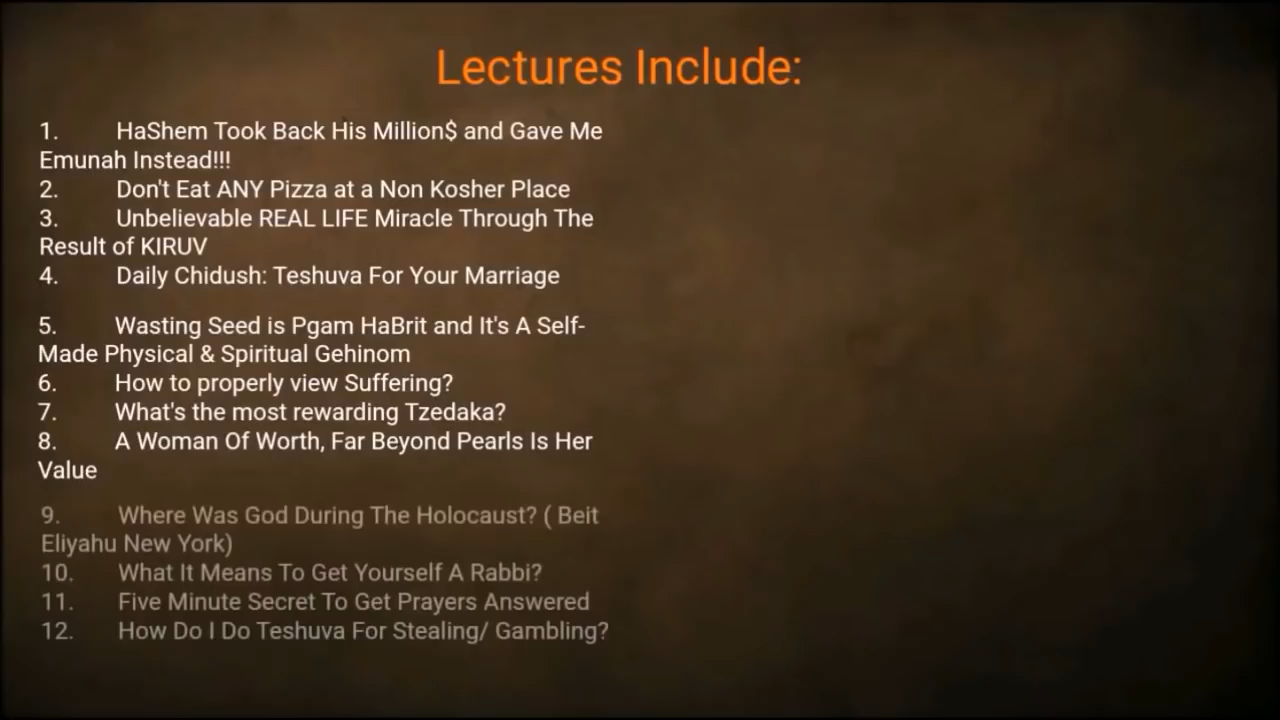 Lectures Include:
1. HaShem Took Back His Million$ and Gave Me
Emunah Instead!!!
2. Don't Eat ANY Pizza at a Non Kosher Place
3. Unbelievable REAL LIFE Miracle Through The
Result of KIRUV
4. Daily Chidush: Teshuva For Your Marriage
5. Wasting Seed is Pgam HaBrit and It's A Self-
Made Physical & Spiritual Gehinom
6. How to properly view Suffering?
7. What's the most rewarding Tzedaka?
8. A Woman Of Worth, Far Beyond Pearls Is Her
Value
9. Where Was God During The Holocaust? ( Beit
Eliyahu New York)
10. What It Means To Get Yourself A Rabbi?
11. Five Minute Secret To Get Prayers Answered
12. How Do I Do Teshuva For Stealing/ Gambling?